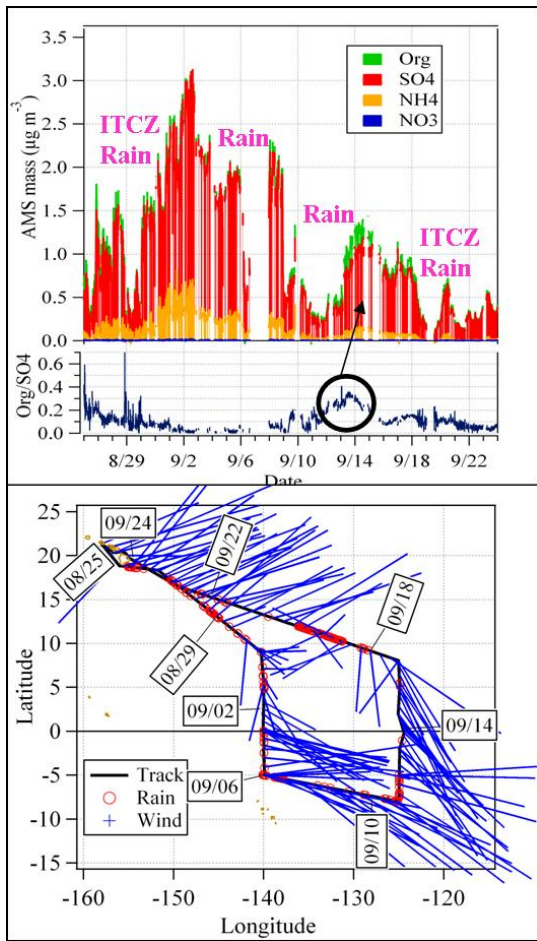 3.5
3.0
2.5
2.0
1.5
1.0
0.5
0.0
AMS mass (µg m⁻³)
Org
SO4
NH4
NO3
ITCZ
Rain
Rain
Rain
ITCZ
Rain
0.6
0.4
0.2
0.0
Org/SO4
8/29 9/2 9/6 9/10 9/14 9/18 9/22
Date
25
20
15
10
5
0
-5
-10
-15
Latitude
09/24
08/25
09/22
08/29
09/18
09/02
09/14
09/06
09/10
Track
Rain
Wind
-160 -150 -140 -130 -120
Longitude